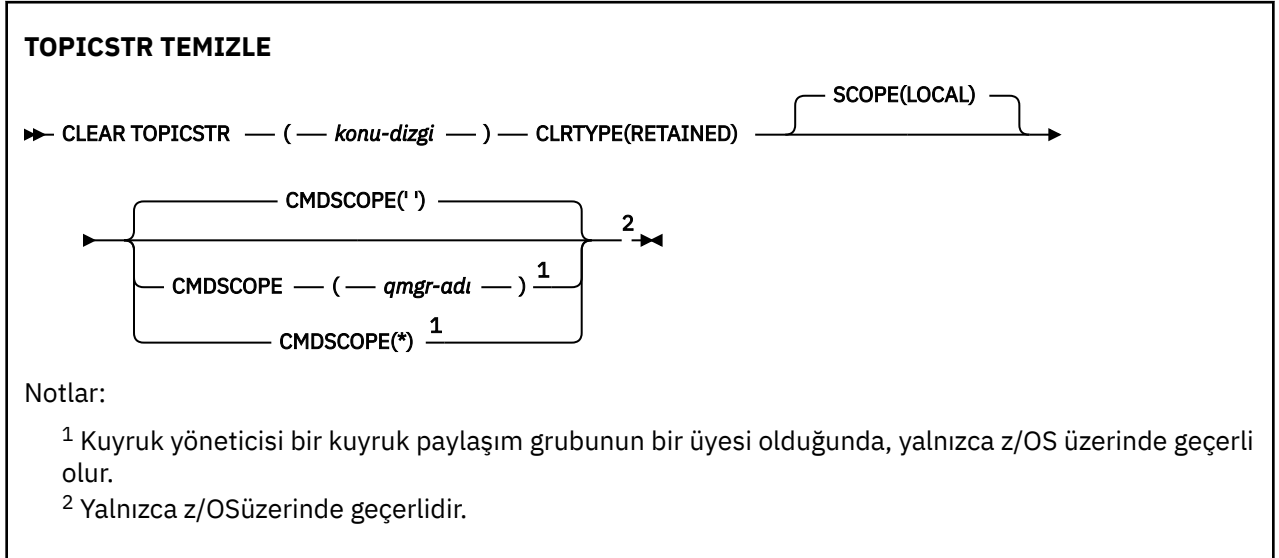 TOPICSTR TEMIZLE
SCOPE(LOCAL)
CLEAR TOPICSTR ( konu-dizgi ) CLRTYPE(RETAINED)
CMDSCOPE(' ')
2
CMDSCOPE ( qmgr-adı ) 1
CMDSCOPE(*) 1
Notlar:
1 Kuyruk yöneticisi bir kuyruk paylaşım grubunun bir üyesi olduğunda, yalnızca z/OS üzerinde geçerli
olur.
2 Yalnızca z/OSüzerinde geçerlidir.